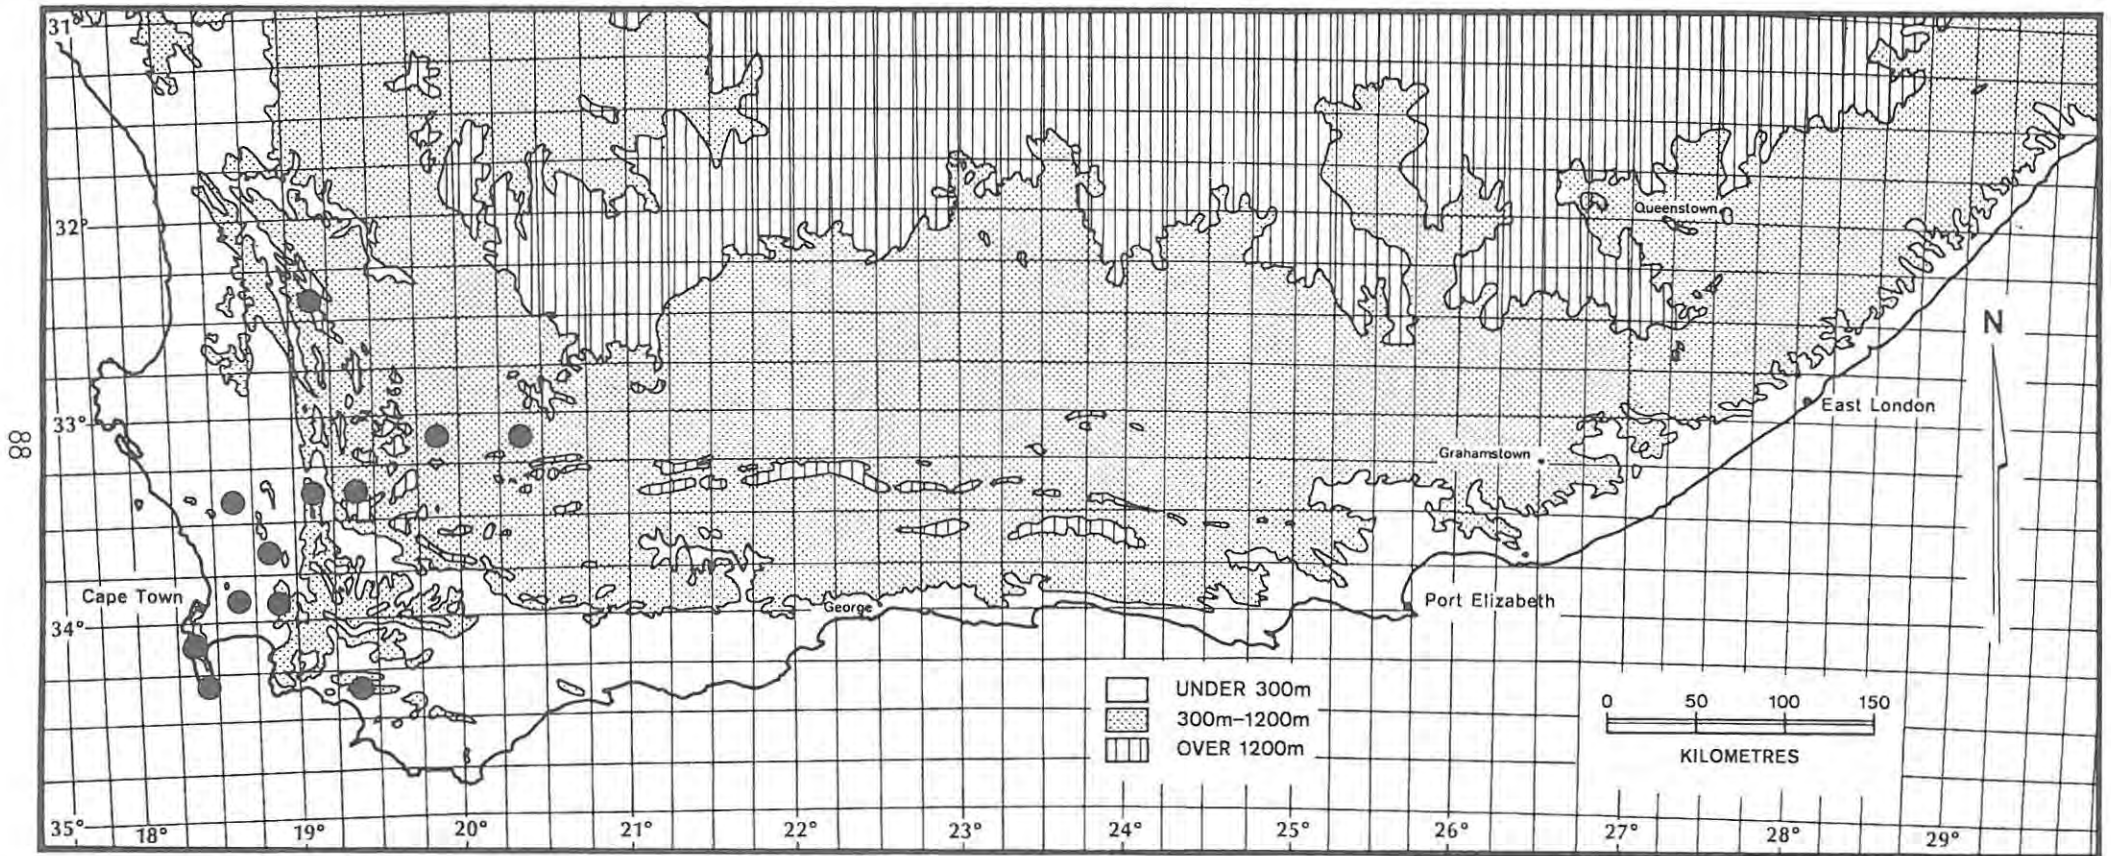 31
32°
Queenstown
N
33°
East London
Grahamstown
88
Cape Town
George
Port Elizabeth
34°
UNDER 300m
300m–1200m
OVER 1200m
0 50 100 150
KILOMETRES
35°
18° 19° 20° 21° 22° 23° 24° 25° 26° 27° 28° 29°